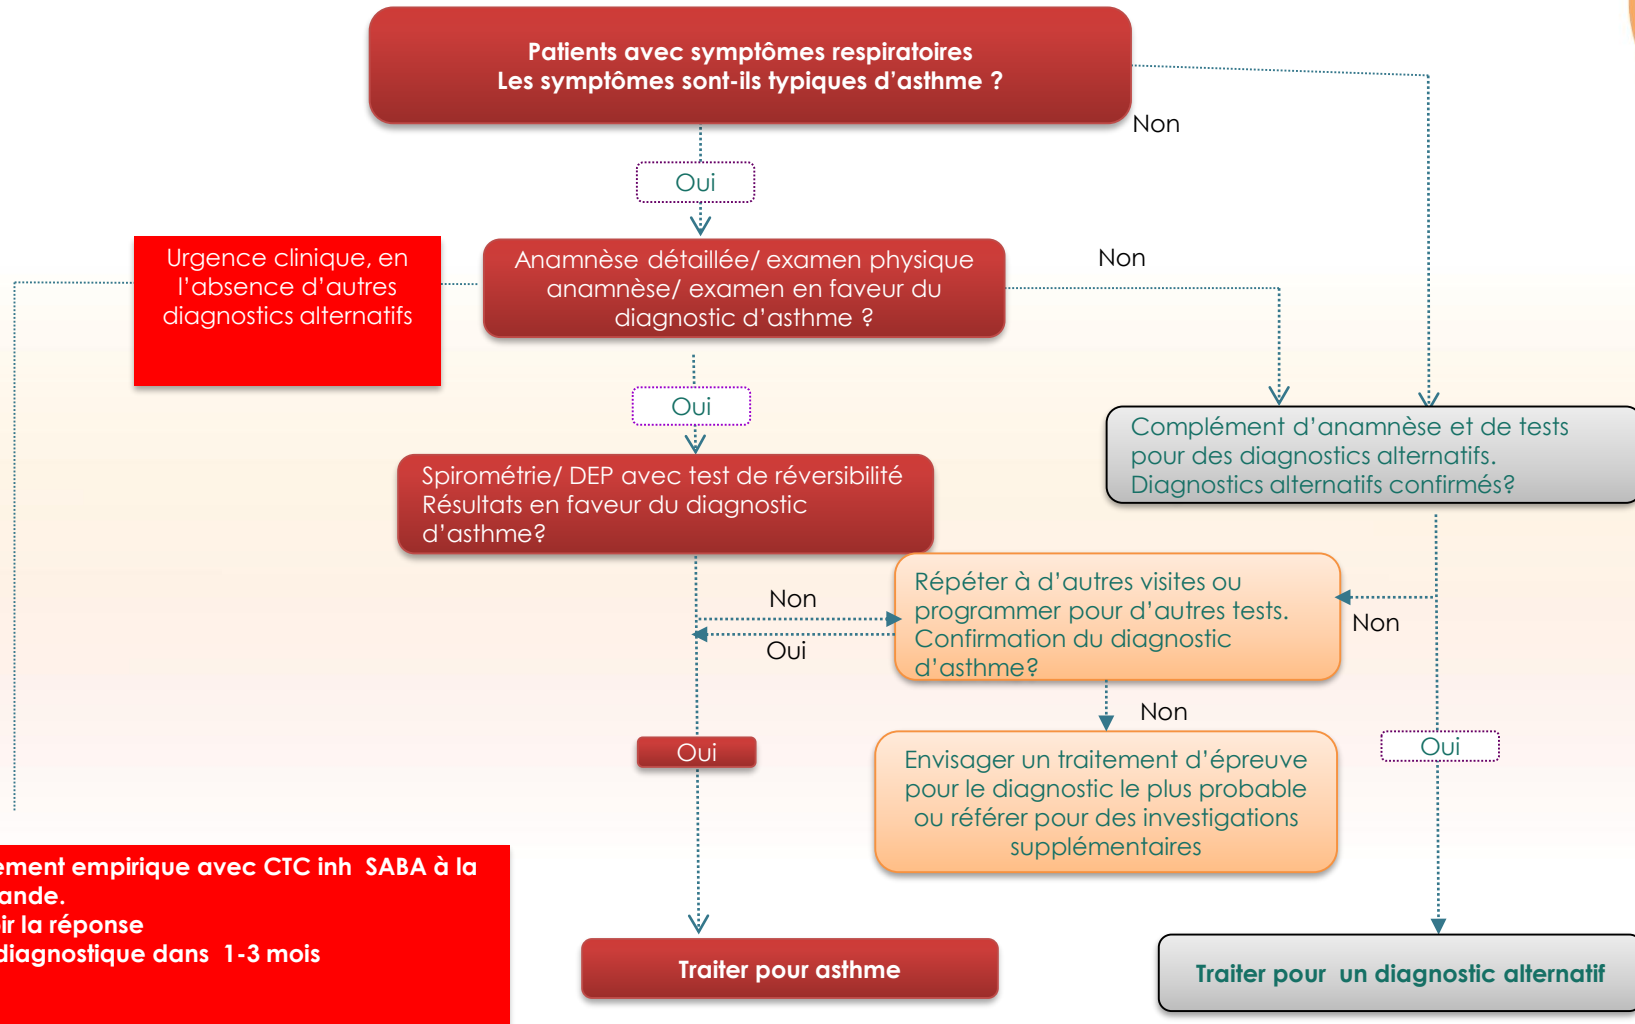 Patients avec symptômes respiratoires
Les symptômes sont-ils typiques d'asthme ?
Non
Oui
Urgence clinique, en
l'absence d'autres
diagnostics alternatifs
Anamnèse détaillée/ examen physique
anamnèse/ examen en faveur du
diagnostic d'asthme ?
Non
Oui
Complément d'anamnèse et de tests
pour des diagnostics alternatifs.
Diagnostics alternatifs confirmés?
Spirométrie/ DEP avec test de réversibilité
Résultats en faveur du diagnostic
d'asthme?
Répéter à d'autres visites ou
programmer pour d'autres tests.
Confirmation du diagnostic
d'asthme?
Non
Oui
Non
Non
Oui
Oui
Envisager un traitement d'épreuve
pour le diagnostic le plus probable
ou référer pour des investigations
supplémentaires
empirique avec CTC inh SABA à la
la réponse
diagnostique dans 1-3 mois
Traiter pour asthme
Traiter pour un diagnostic alternatif